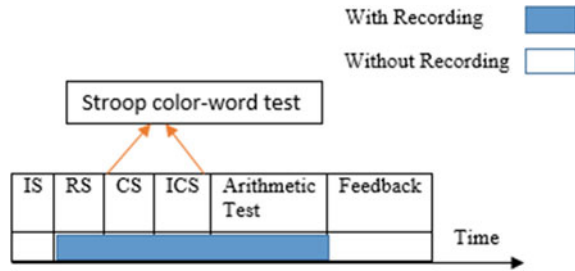 With Recording
Without Recording
Stroop color-word test
IS RS CS ICS Arithmetic Test Feedback
Time